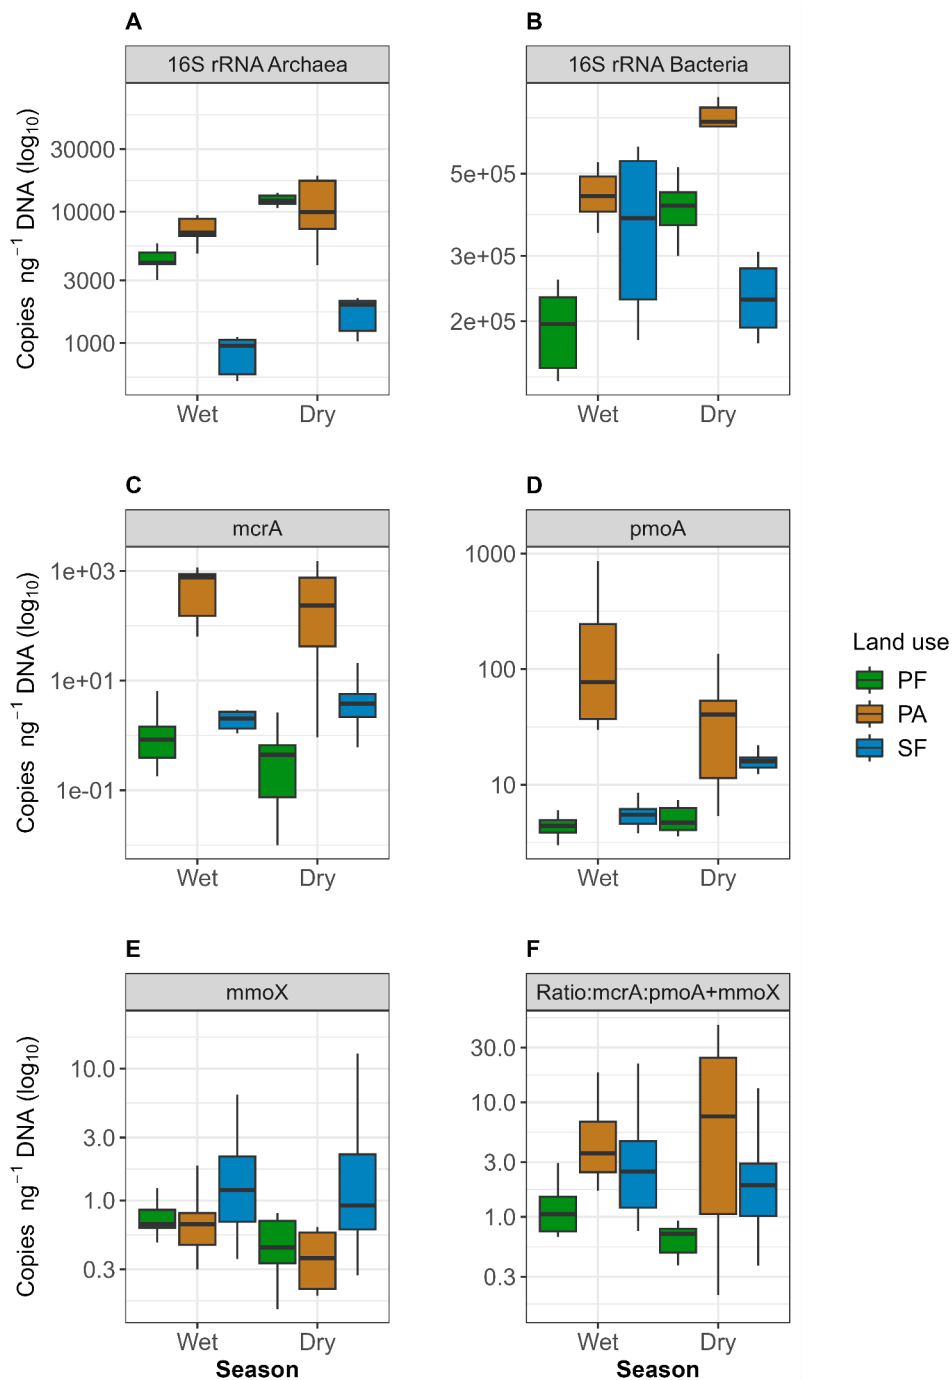 A
16S rRNA Archaea
Copies ng⁻¹ DNA (log₁₀)
30000
10000
3000
1000
Wet Dry
B
16S rRNA Bacteria
5e+05
3e+05
2e+05
Wet Dry
C
mcrA
Copies ng⁻¹ DNA (log₁₀)
1e+03
1e+01
1e-01
Wet Dry
D
pmoA
1000
100
10
Wet Dry
Land use
PF
PA
SF
E
mmoX
Copies ng⁻¹ DNA (log₁₀)
10.0
3.0
1.0
0.3
Wet Dry
Season
F
Ratio:mcrA:pmoA+mmoX
30.0
10.0
3.0
1.0
0.3
Wet Dry
Season